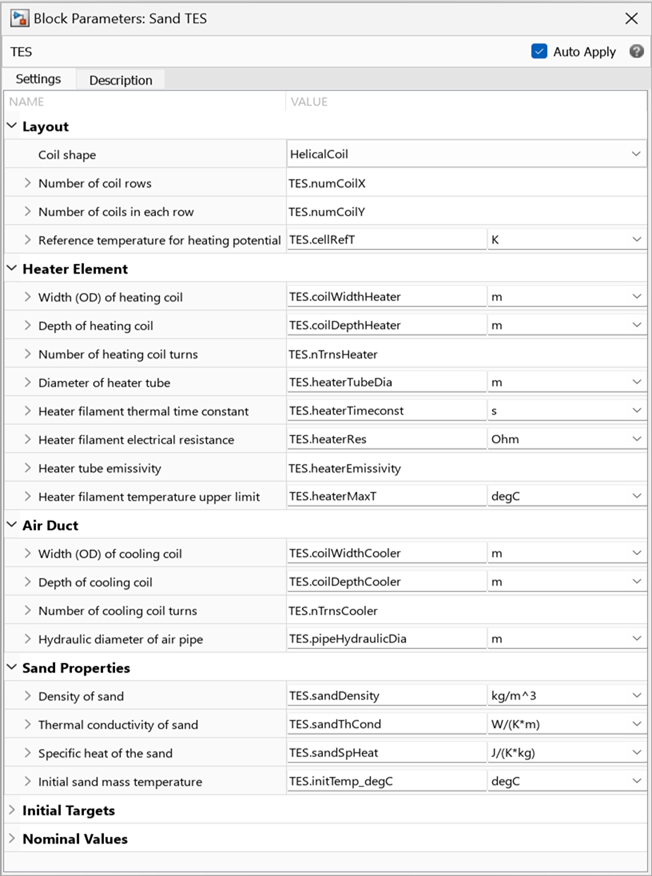 Block Parameters: Sand TES
TES Auto Apply
Settings Description
NAME VALUE
Layout
Coil shape HelicalCoil
Number of coil rows TES.numCoilX
Number of coils in each row TES.numCoilY
Reference temperature for heating potential TES.cellRefT K
Heater Element
Width (OD) of heating coil TES.coilWidthHeater m
Depth of heating coil TES.coilDepthHeater m
Number of heating coil turns TES.nTrnsHeater
Diameter of heater tube TES.heaterTubeDia m
Heater filament thermal time constant TES.heaterTimeconst s
Heater filament electrical resistance TES.heaterRes Ohm
Heater tube emissivity TES.heaterEmissivity
Heater filament temperature upper limit TES.heaterMaxT degC
Air Duct
Width (OD) of cooling coil TES.coilWidthCooler m
Depth of cooling coil TES.coilDepthCooler m
Number of cooling coil turns TES.nTrnsCooler
Hydraulic diameter of air pipe TES.pipeHydraulicDia m
Sand Properties
Density of sand TES.sandDensity kg/m^3
Thermal conductivity of sand TES.sandThCond W/(K*m)
Specific heat of the sand TES.sandSpHeat J/(K*kg)
Initial sand mass temperature TES.initTemp_degC degC
Initial Targets
Nominal Values